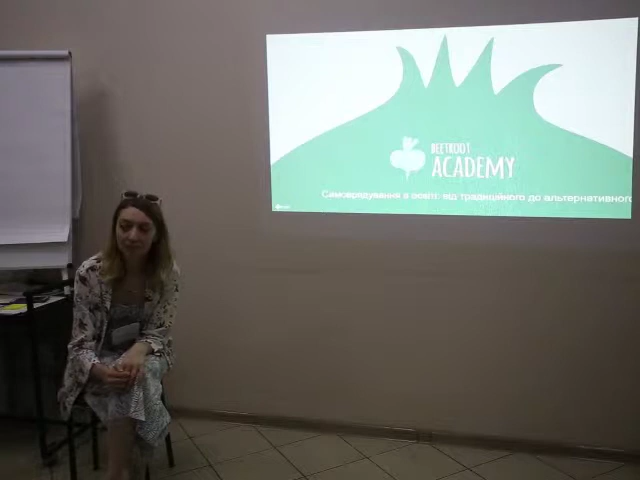 BEETROOT
ACADEMY
Самоврядування в освіті: від традиційного до альтернативного